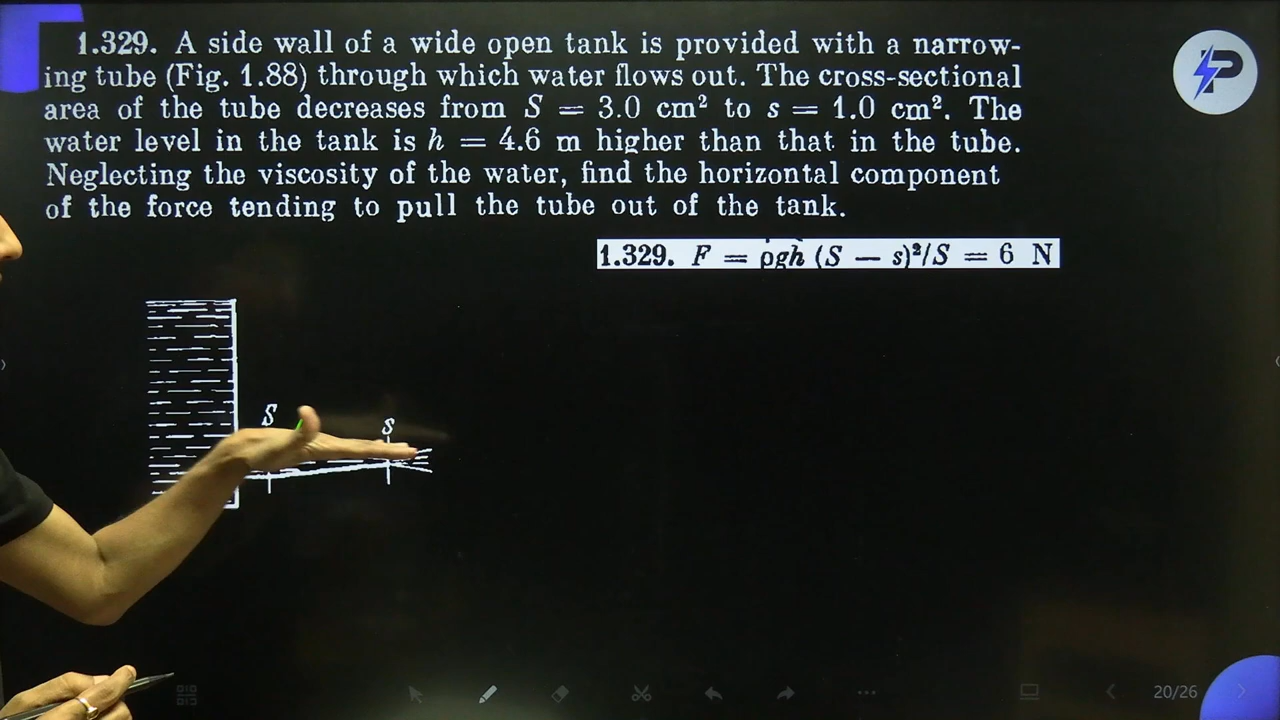 1.329. A side wall of a wide open tank is provided with a narrow-
ing tube (Fig. 1.88) through which water flows out. The cross-sectional
area of the tube decreases from S = 3.0 cm² to s = 1.0 cm². The
water level in the tank is h = 4.6 m higher than that in the tube.
Neglecting the viscosity of the water, find the horizontal component
of the force tending to pull the tube out of the tank.
1.329. F = ρgh (S — s)²/S = 6 N
S
s
20/26